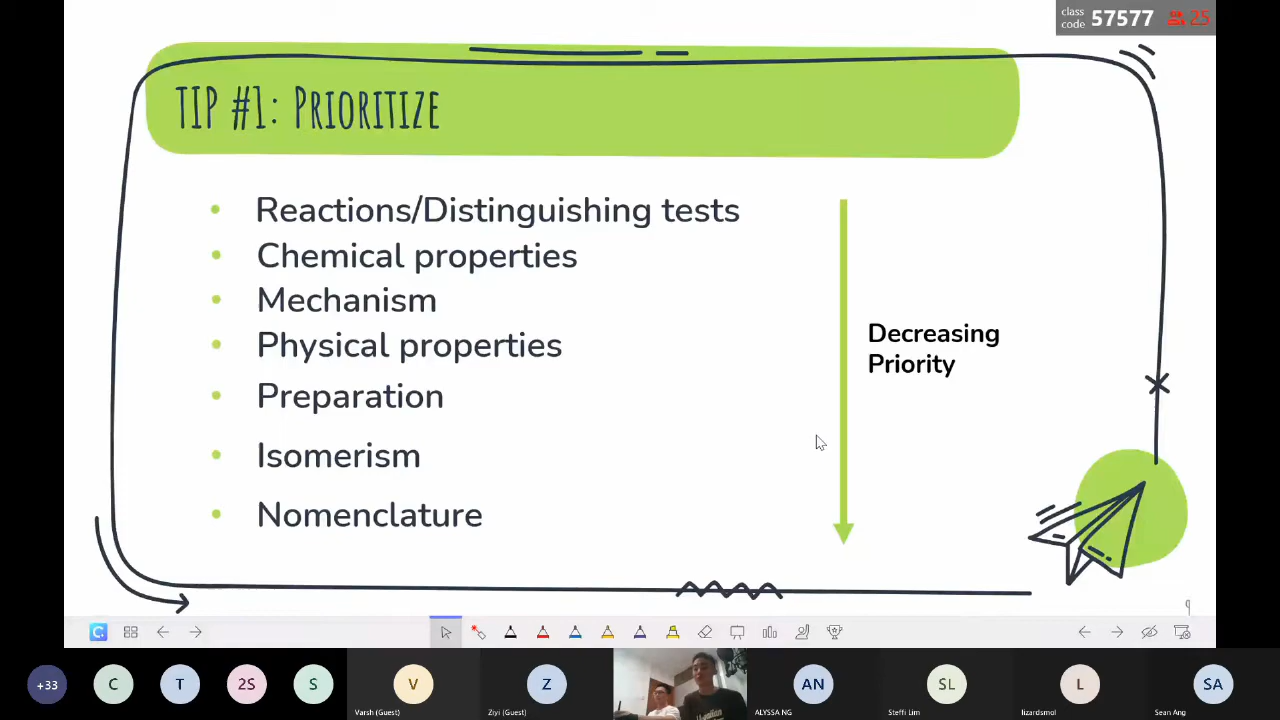 class
code 57577 25
TIP #1: PRIORITIZE
• Reactions/Distinguishing tests
• Chemical properties
• Mechanism
• Physical properties
• Preparation
• Isomerism
• Nomenclature
Decreasing
Priority
+33 C T 2S S V Z AN SL L SA
Varsh (Guest) Ziyi (Guest) ALYSSA NG Steffi Lim lizardsmol Sean Ang